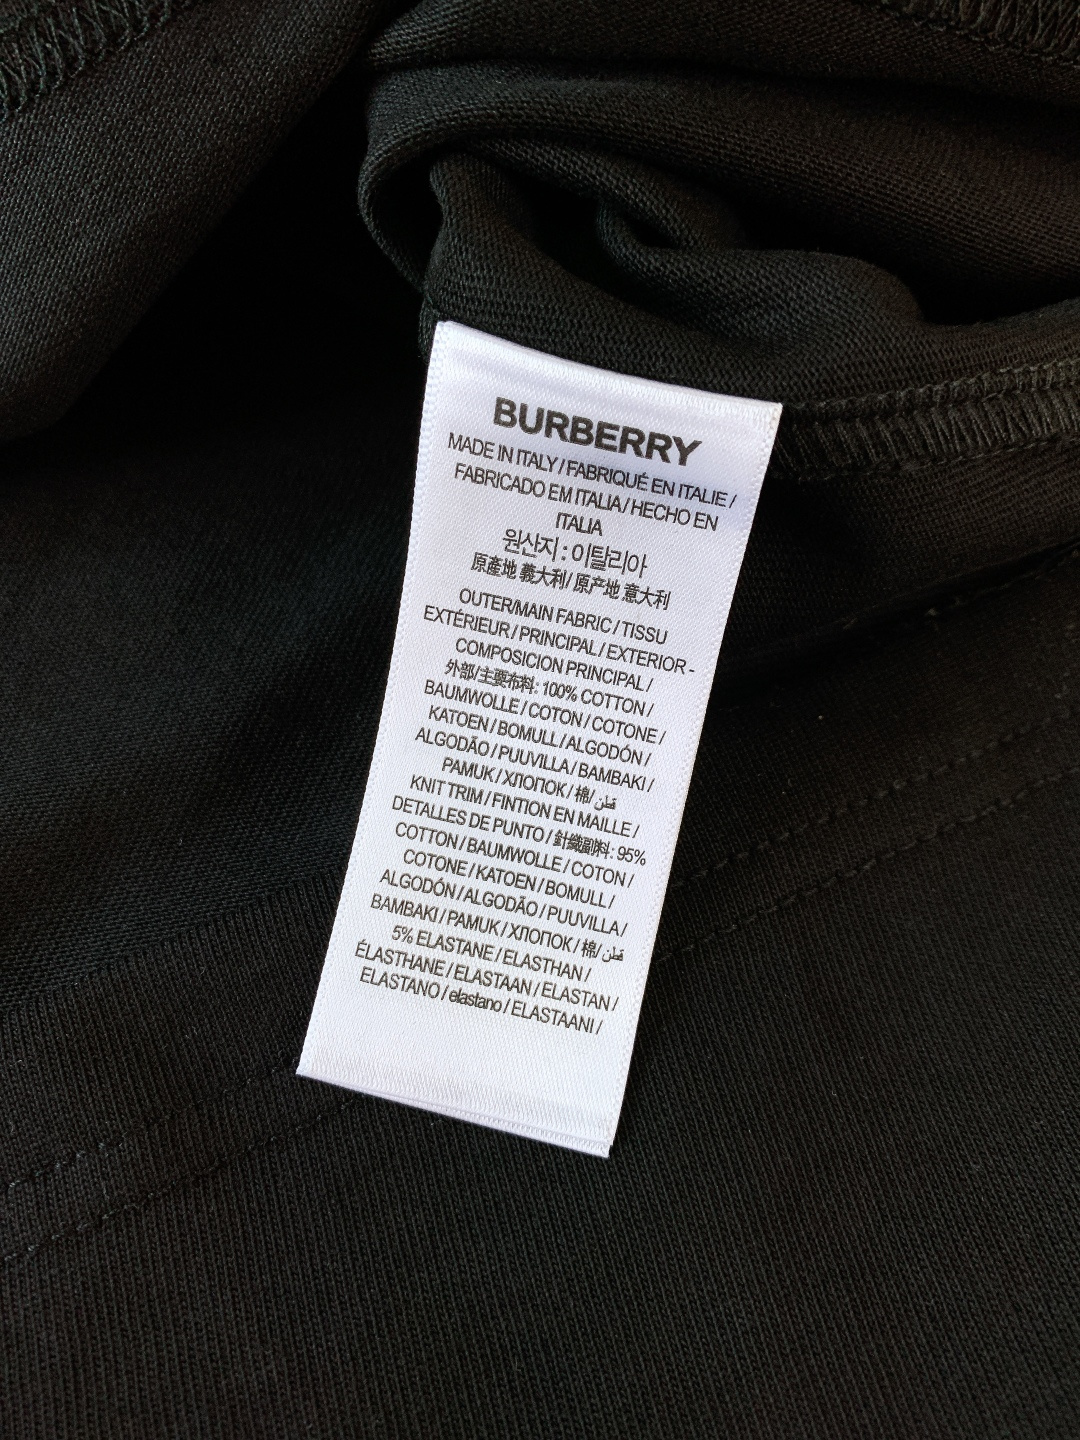 BURBERRY
MADE IN ITALY / FABRIQUÉ EN ITALIE /
FABRICADO EM ITALIA / HECHO EN
ITALIA
원산지 : 이탈리아
原產地 義大利/ 原产地 意大利
OUTER/MAIN FABRIC / TISSU
EXTÉRIEUR / PRINCIPAL / EXTERIOR -
COMPOSICION PRINCIPAL /
外部/主要布料: 100% COTTON /
BAUMWOLLE / COTON / COTONE /
KATOEN / BOMULL / ALGODÓN /
ALGODÃO / PUUVILLA / BAMBAKI /
PAMUK / ХЛОПОК / 棉/ قطن
KNIT TRIM / FINTION EN MAILLE /
DETALLES DE PUNTO / 針織副料: 95%
COTTON / BAUMWOLLE / COTON /
COTONE / KATOEN / BOMULL /
ALGODÓN / ALGODÃO / PUUVILLA /
BAMBAKI / PAMUK / ХЛОПОК / 棉/ قطن
5% ELASTANE / ELASTHAN /
ÉLASTHANE / ELASTAAN / ELASTAN /
ELASTANO / elastano / ELASTAANI /